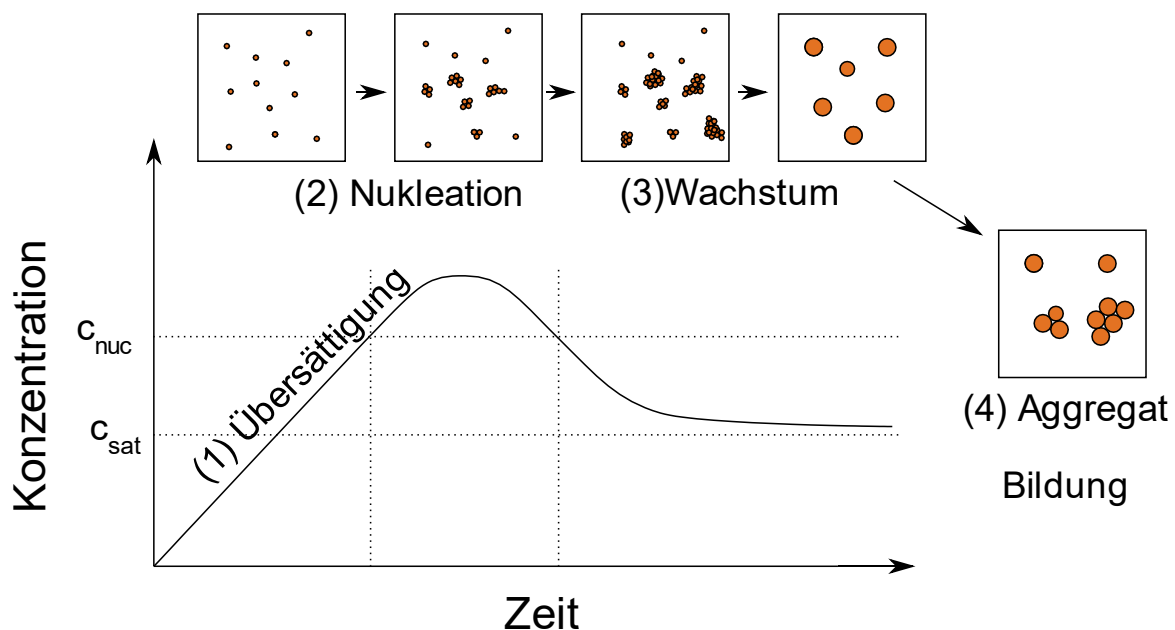 (2) Nukleation
(3)Wachstum
Konzentration
c_nuc
c_sat
(1) Übersättigung
(4) Aggregat
Bildung
Zeit